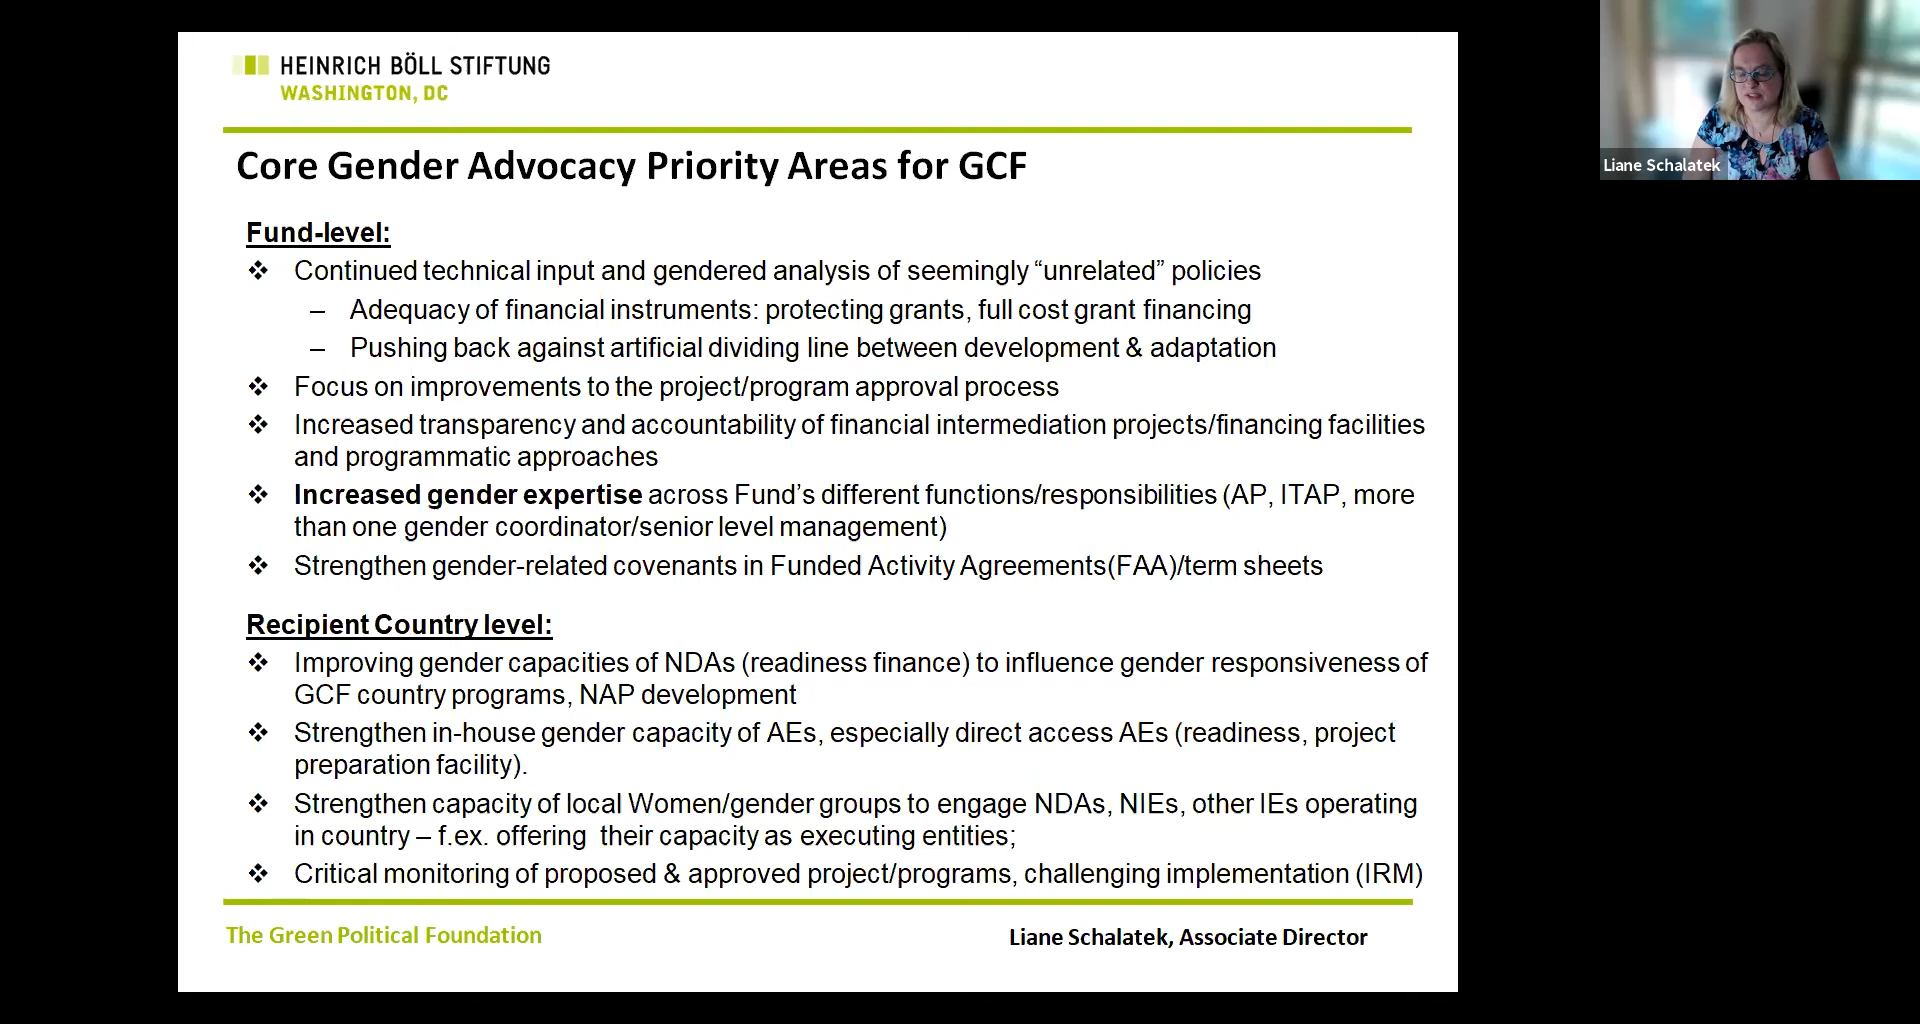 HEINRICH BÖLL STIFTUNG
WASHINGTON, DC
Core Gender Advocacy Priority Areas for GCF
Fund-level:
❖ Continued technical input and gendered analysis of seemingly “unrelated” policies
– Adequacy of financial instruments: protecting grants, full cost grant financing
– Pushing back against artificial dividing line between development & adaptation
❖ Focus on improvements to the project/program approval process
❖ Increased transparency and accountability of financial intermediation projects/financing facilities
and programmatic approaches
❖ Increased gender expertise across Fund’s different functions/responsibilities (AP, ITAP, more
than one gender coordinator/senior level management)
❖ Strengthen gender-related covenants in Funded Activity Agreements(FAA)/term sheets
Recipient Country level:
❖ Improving gender capacities of NDAs (readiness finance) to influence gender responsiveness of
GCF country programs, NAP development
❖ Strengthen in-house gender capacity of AEs, especially direct access AEs (readiness, project
preparation facility).
❖ Strengthen capacity of local Women/gender groups to engage NDAs, NIEs, other IEs operating
in country – f.ex. offering  their capacity as executing entities;
❖ Critical monitoring of proposed & approved project/programs, challenging implementation (IRM)
The Green Political Foundation
Liane Schalatek, Associate Director
Liane Schalatek